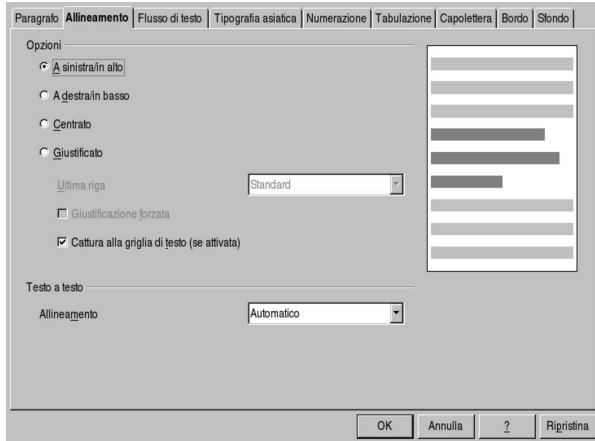 Paragrafo Allineamento Flusso di testo Tipografia asiatica Numerazione Tabulazione Capolettera Bordo Sfondo
Opzioni
A sinistra/in alto
A destra/in basso
Centrato
Giustificato
Ultima riga Standard
Giustificazione forzata
Cattura alla griglia di testo (se attivata)
Testo a testo
Allineamento Automatico
OK Annulla ? Ripristina